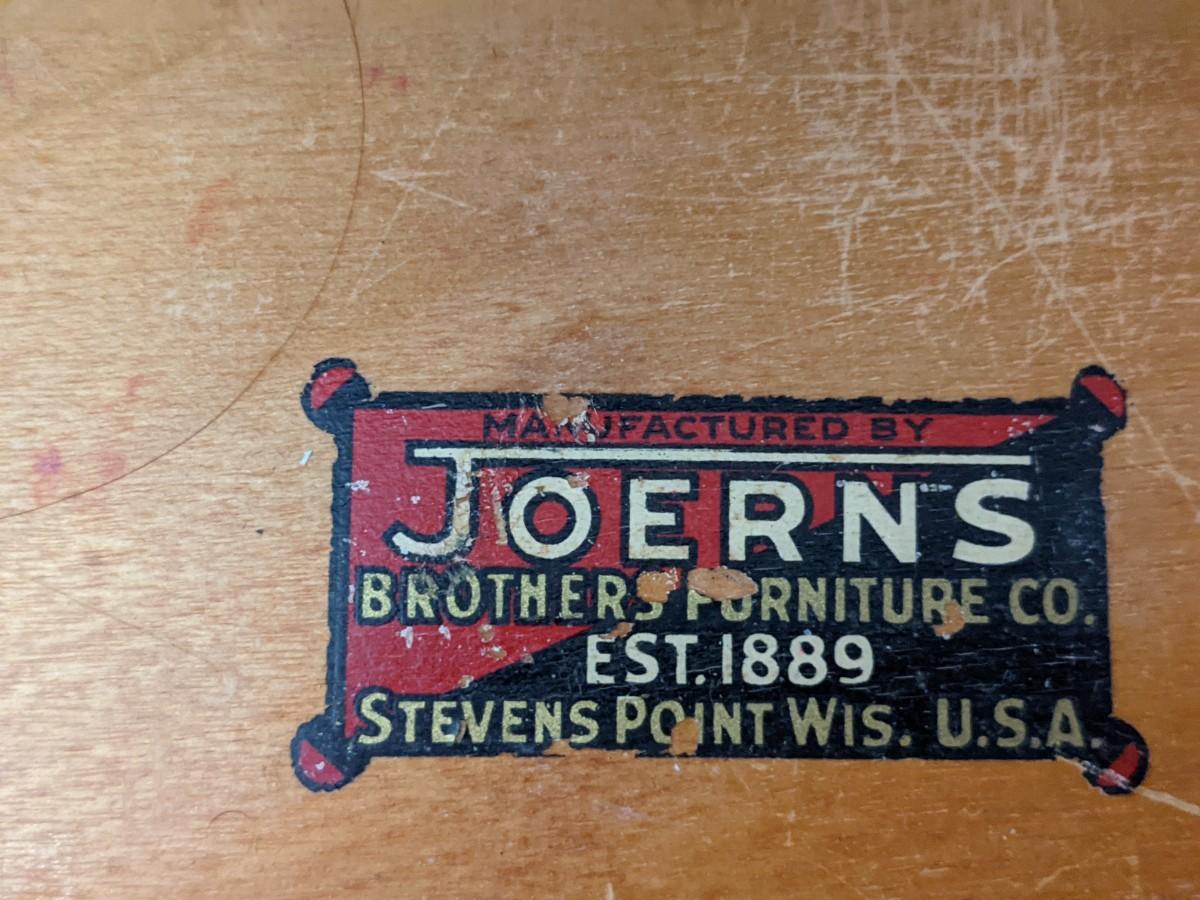 MANUFACTURED BY
JOERNS
BROTHERS FURNITURE CO.
EST. 1889
STEVENS POINT WIS. U.S.A.